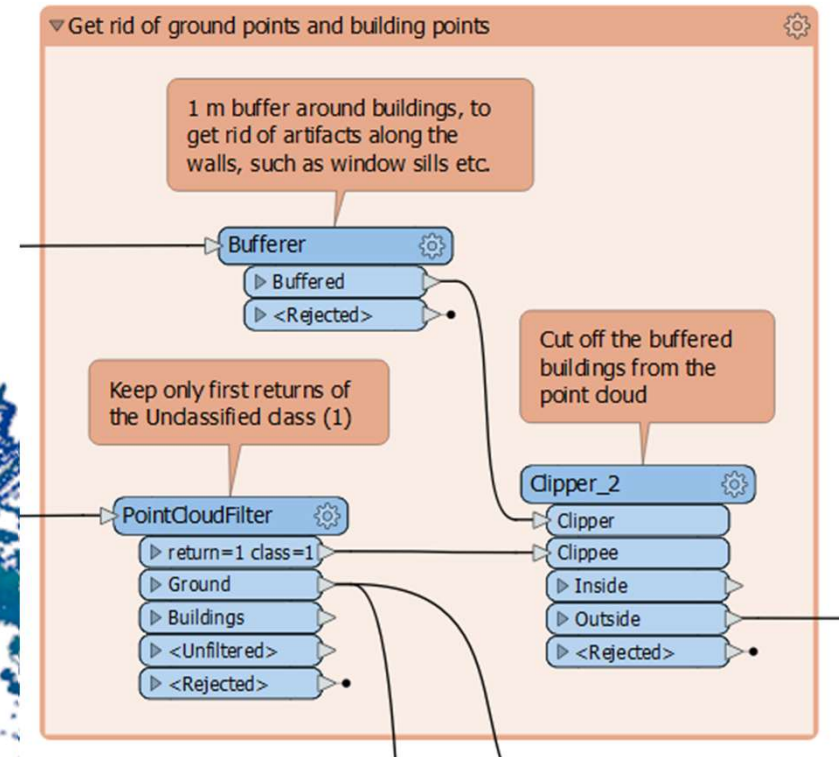 Get rid of ground points and building points
1 m buffer around buildings, to
get rid of artifacts along the
walls, such as window sills etc.
Bufferer
Buffered
<Rejected>
Keep only first returns of
the Unclassified class (1)
Cut off the buffered
buildings from the
point cloud
PointCloudFilter
return=1 class=1
Ground
Buildings
<Unfiltered>
<Rejected>
Clipper_2
Clipper
Clippee
Inside
Outside
<Rejected>